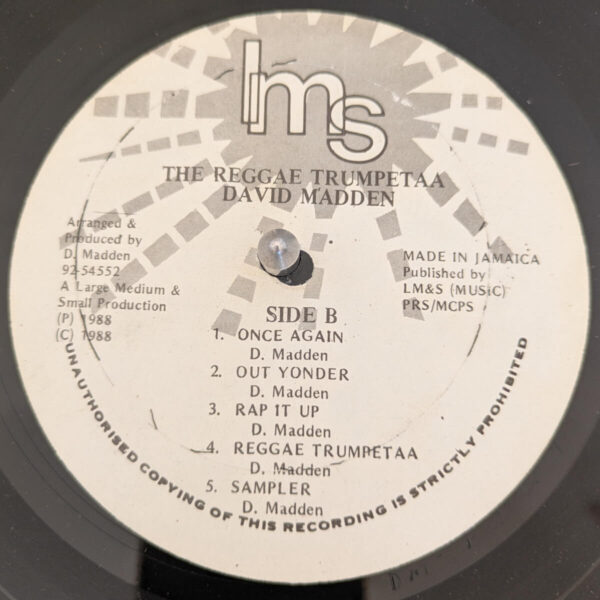 lms
THE REGGAE TRUMPETAA
DAVID MADDEN
Arranged &
Produced by
D. Madden
92-54552
A Large Medium &
Small Production
(P) 1988
(C) 1988
MADE IN JAMAICA
Published by
LM&S (MUSIC)
PRS/MCPS
SIDE B
1. ONCE AGAIN
D. Madden
2. OUT YONDER
D. Madden
3. RAP IT UP
D. Madden
4. REGGAE TRUMPETAA
D. Madden
5. SAMPLER
D. Madden
UNAUTHORISED COPYING OF THIS RECORDING IS STRICTLY PROHIBITED